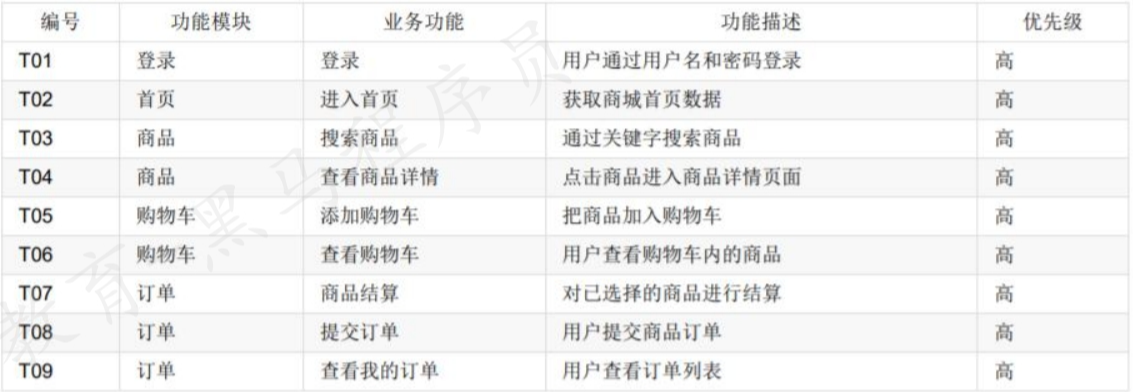 编号 功能模块 业务功能 功能描述 优先级
T01 登录 登录 用户通过用户名和密码登录 高
T02 首页 进入首页 获取商城首页数据 高
T03 商品 搜索商品 通过关键字搜索商品 高
T04 商品 查看商品详情 点击商品进入商品详情页面 高
T05 购物车 添加购物车 把商品加入购物车 高
T06 购物车 查看购物车 用户查看购物车内的商品 高
T07 订单 商品结算 对已选择的商品进行结算 高
T08 订单 提交订单 用户提交商品订单 高
T09 订单 查看我的订单 用户查看订单列表 高
教育 黑马程序员